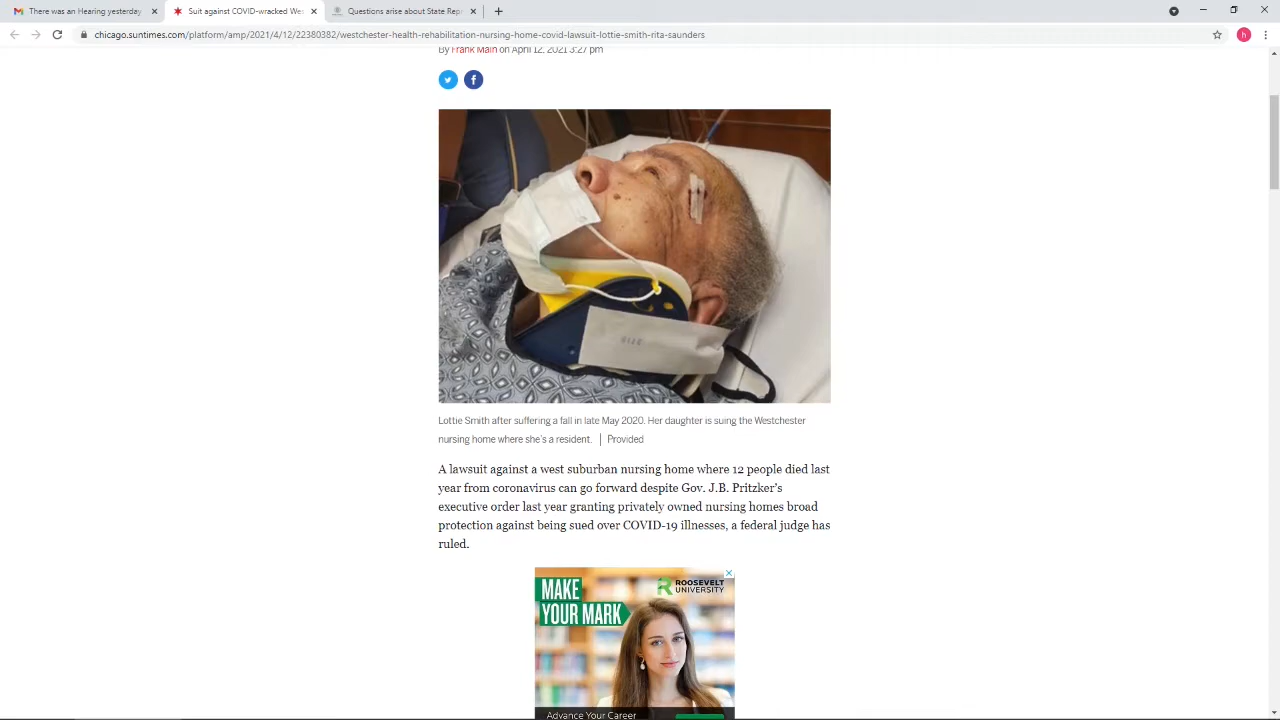 There was an Hearing yesterday
Suit against COVID-wracked Wes
Questions arise about State Rep
chicago.suntimes.com/platform/amp/2021/4/12/22380382/westchester-health-rehabilitation-nursing-home-covid-lawsuit-lottie-smith-rita-saunders
h
By Frank Main on April 12, 2021 3:27 pm
Lottie Smith after suffering a fall in late May 2020. Her daughter is suing the Westchester
nursing home where she's a resident. | Provided
A lawsuit against a west suburban nursing home where 12 people died last
year from coronavirus can go forward despite Gov. J.B. Pritzker’s
executive order last year granting privately owned nursing homes broad
protection against being sued over COVID-19 illnesses, a federal judge has
ruled.
MAKE
YOUR MARK
ROOSEVELT
UNIVERSITY
Advance Your Career